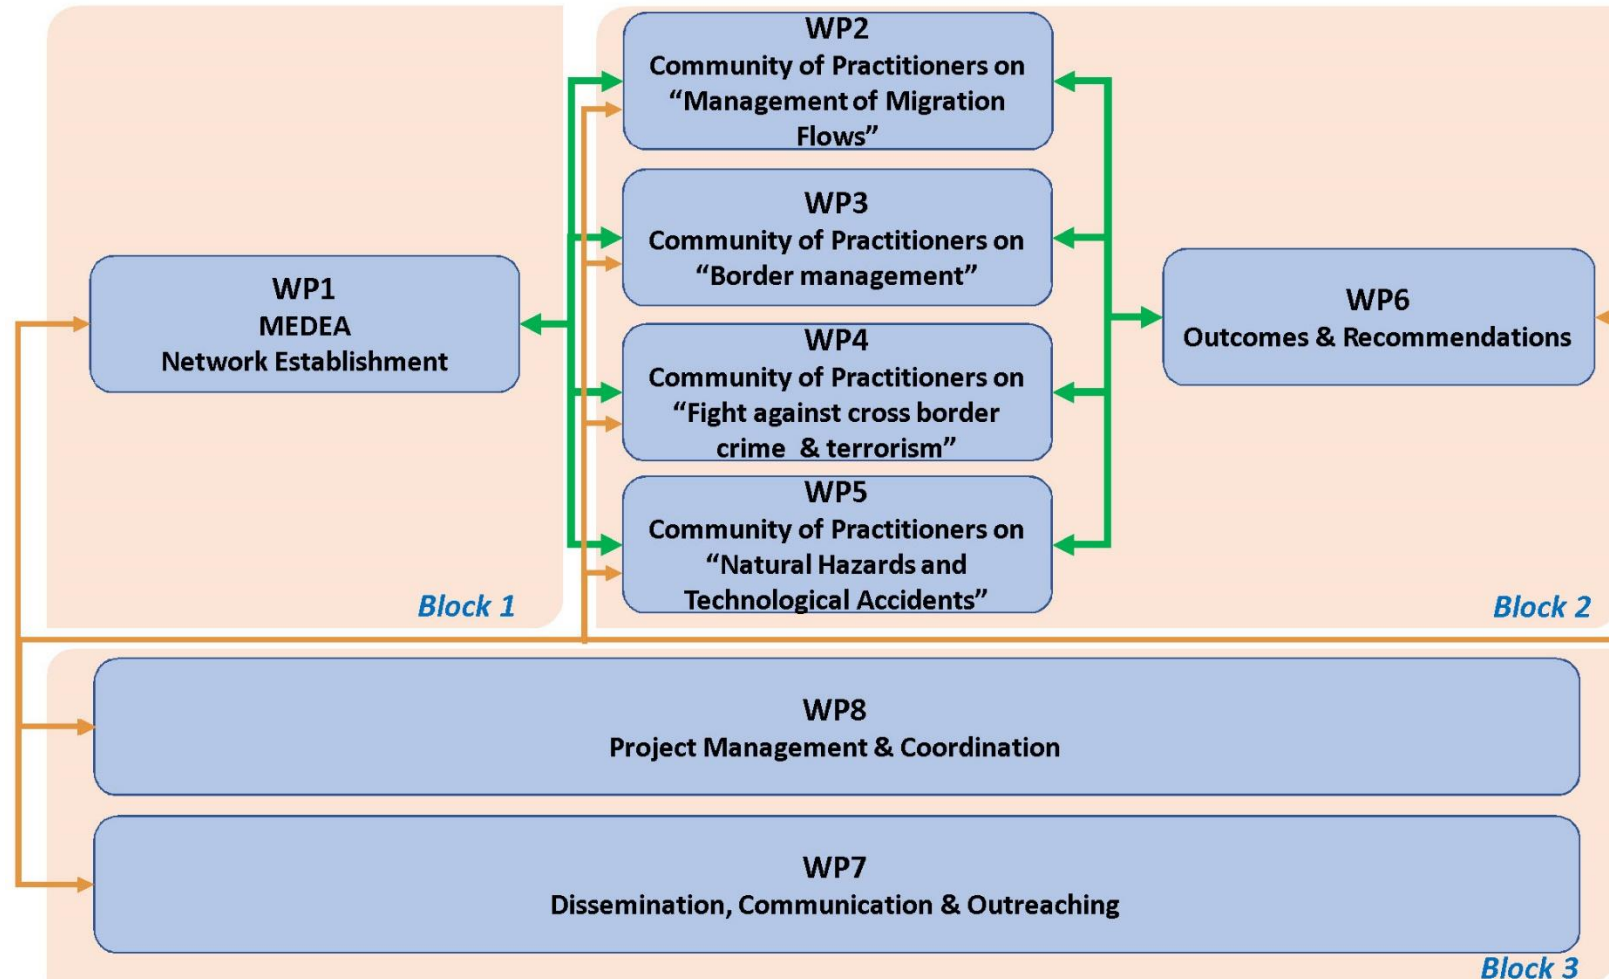 WP2
Community of Practitioners on
“Management of Migration
Flows”
WP3
Community of Practitioners on
“Border management”
WP1
MEDEA
Network Establishment
WP4
Community of Practitioners on
“Fight against cross border
crime & terrorism”
WP6
Outcomes & Recommendations
WP5
Community of Practitioners on
“Natural Hazards and
Technological Accidents”
Block 1
Block 2
WP8
Project Management & Coordination
WP7
Dissemination, Communication & Outreaching
Block 3